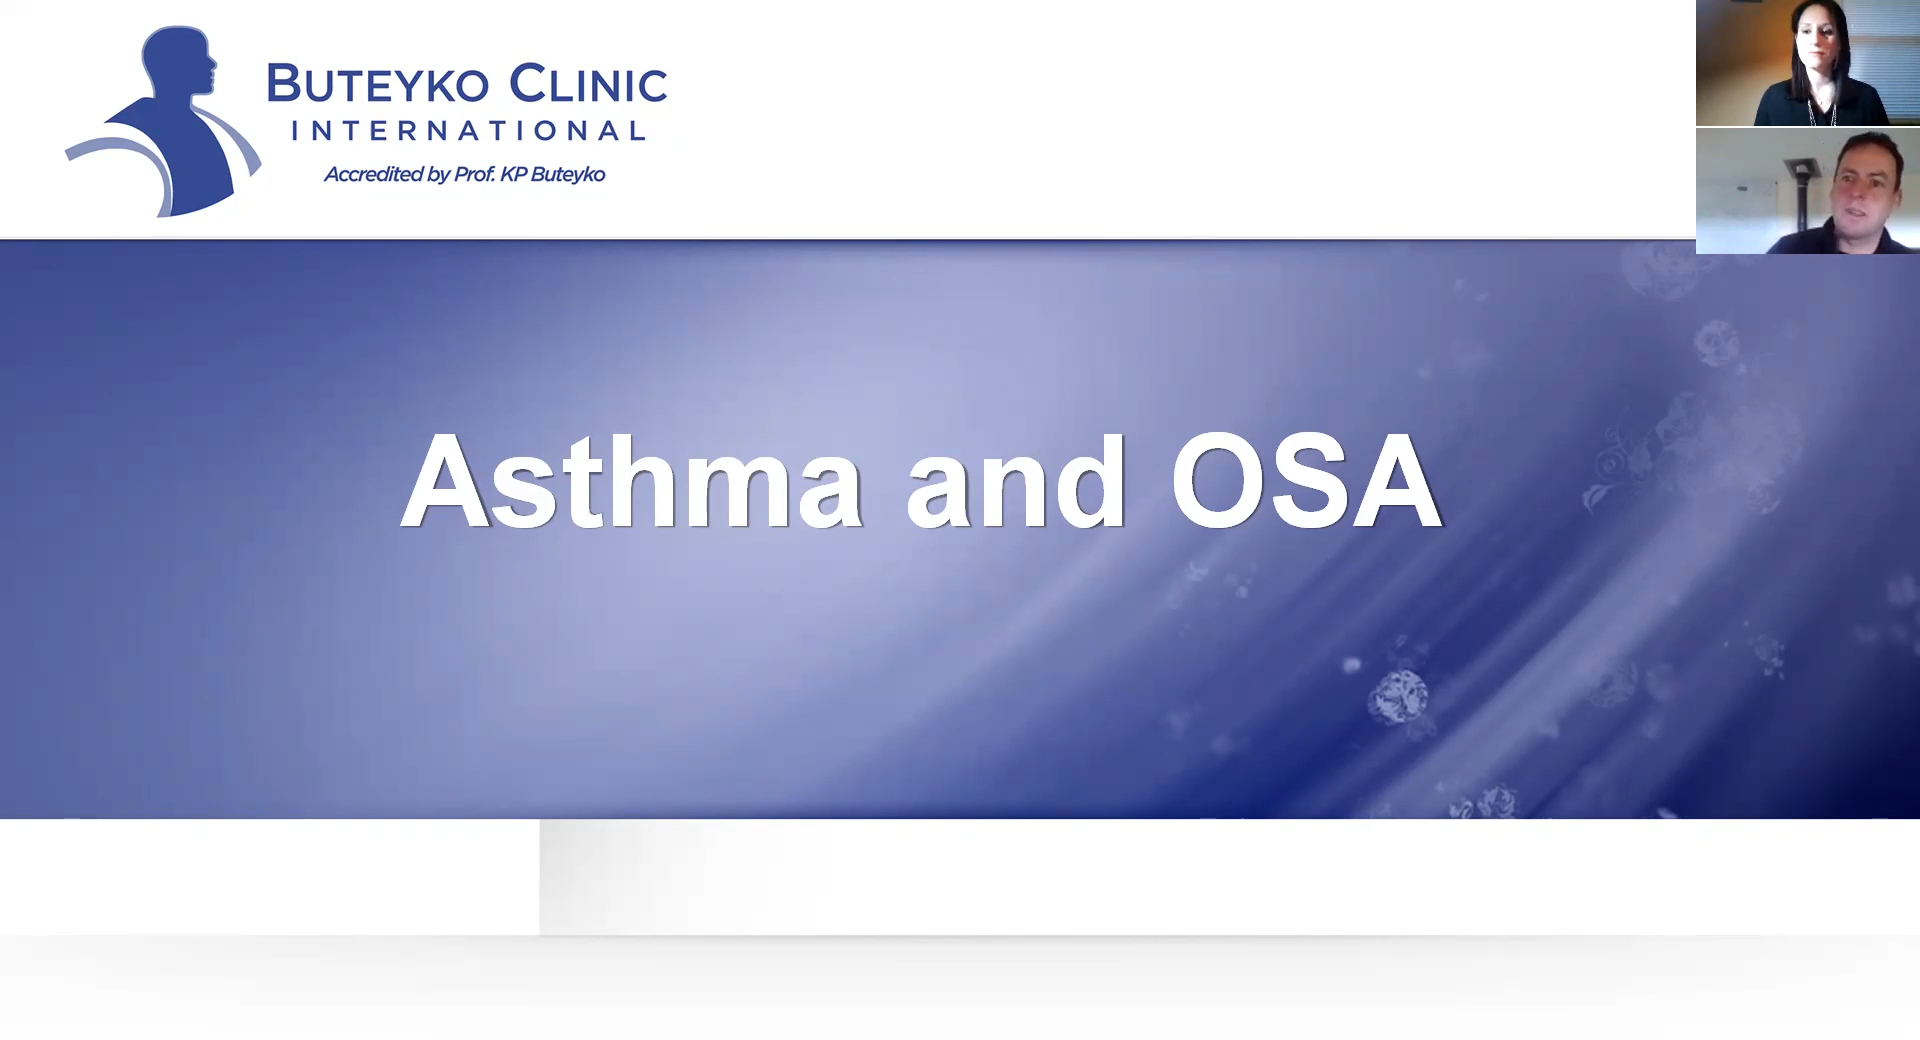 BUTEYKO CLINIC
INTERNATIONAL
Accredited by Prof. KP Buteyko
Asthma and OSA